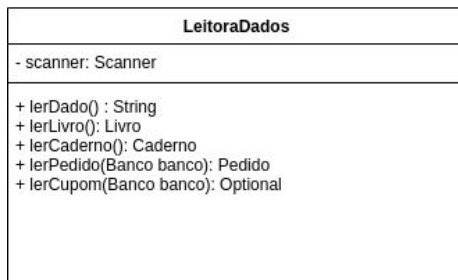 LeitoraDados
- scanner: Scanner
+ lerDado() : String
+ lerLivro(): Livro
+ lerCaderno(): Caderno
+ lerPedido(Banco banco): Pedido
+ lerCupom(Banco banco): Optional